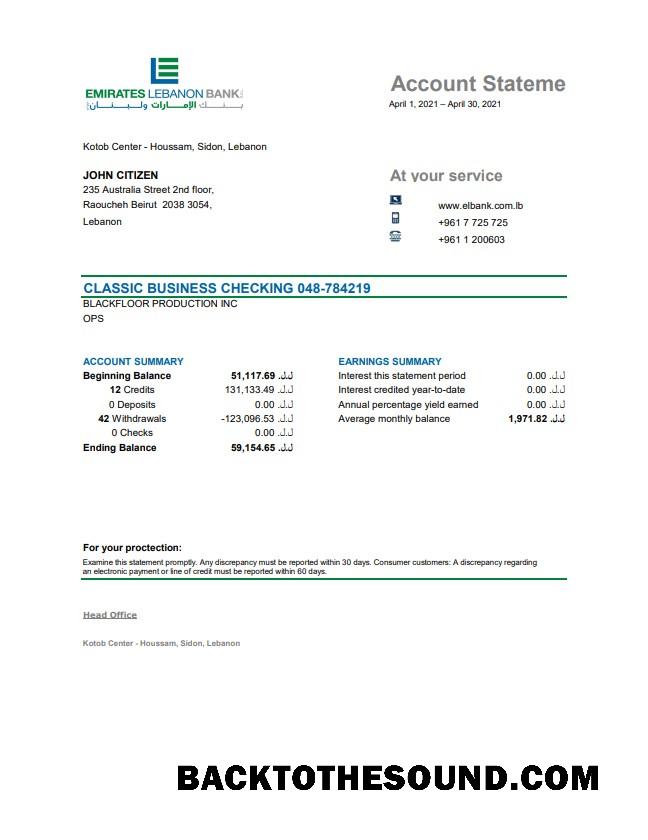 EMIRATES LEBANON BANK
بنك الإمارات ولبنان
Account Stateme
April 1, 2021 – April 30, 2021
Kotob Center - Houssam, Sidon, Lebanon
JOHN CITIZEN
235 Australia Street 2nd floor,
Raoucheh Beirut 2038 3054,
Lebanon
At your service
www.elbank.com.lb
+961 7 725 725
+961 1 200603
CLASSIC BUSINESS CHECKING 048-784219
BLACKFLOOR PRODUCTION INC
OPS
ACCOUNT SUMMARY
Beginning Balance 51,117.69 ل.ل.
12 Credits 131,133.49 ل.ل.
0 Deposits 0.00 ل.ل.
42 Withdrawals -123,096.53 ل.ل.
0 Checks 0.00 ل.ل.
Ending Balance 59,154.65 ل.ل.
EARNINGS SUMMARY
Interest this statement period 0.00 ل.ل.
Interest credited year-to-date 0.00 ل.ل.
Annual percentage yield earned 0.00 ل.ل.
Average monthly balance 1,971.82 ل.ل.
For your proctection:
Examine this statement promptly. Any discrepancy must be reported within 30 days. Consumer customers: A discrepancy regarding
an electronic payment or line of credit must be reported within 60 days.
Head Office
Kotob Center - Houssam, Sidon, Lebanon
BACKTOTHESOUND.COM